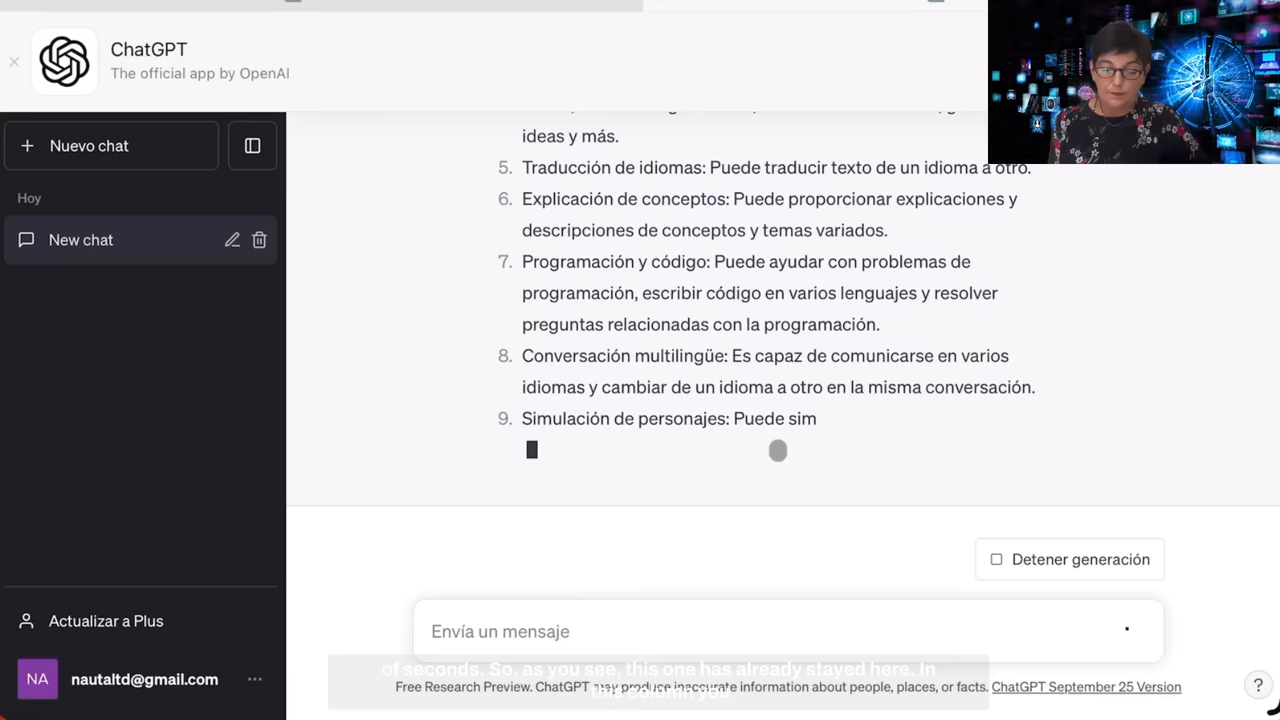 ChatGPT
The official app by OpenAI
Nuevo chat
Hoy
New chat
ideas y más.
5. Traducción de idiomas: Puede traducir texto de un idioma a otro.
6. Explicación de conceptos: Puede proporcionar explicaciones y
descripciones de conceptos y temas variados.
7. Programación y código: Puede ayudar con problemas de
programación, escribir código en varios lenguajes y resolver
preguntas relacionadas con la programación.
8. Conversación multilingüe: Es capaz de comunicarse en varios
idiomas y cambiar de un idioma a otro en la misma conversación.
9. Simulación de personajes: Puede sim
Detener generación
Actualizar a Plus
Envía un mensaje
NA nautaltd@gmail.com
of seconds. So, as you see, this one has already stayed here. In
this column you
Free Research Preview. ChatGPT may produce inaccurate information about people, places, or facts. ChatGPT September 25 Version
?